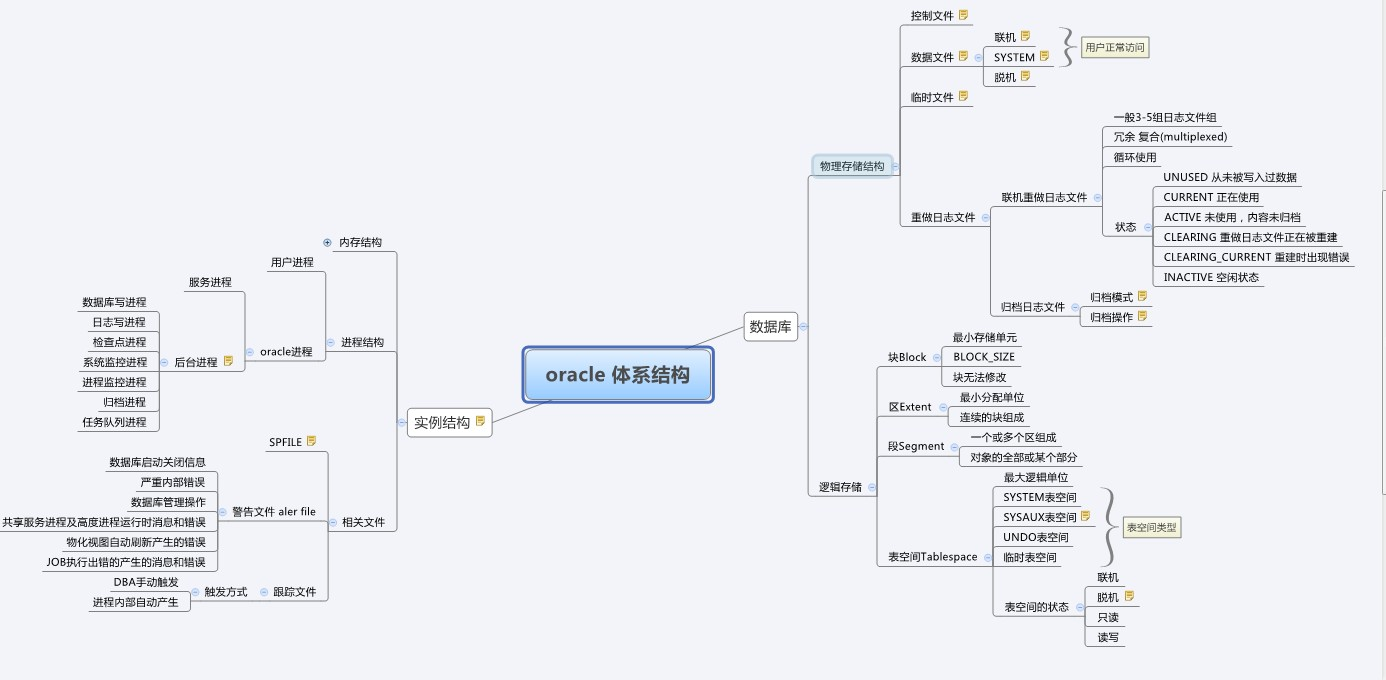 oracle 体系结构
数据库
物理存储结构
控制文件
数据文件
联机
SYSTEM
脱机
用户正常访问
临时文件
重做日志文件
联机重做日志文件
一般3-5组日志文件组
冗余 复合(multiplexed)
循环使用
状态
UNUSED 从未被写入过数据
CURRENT 正在使用
ACTIVE 未使用，内容未归档
CLEARING 重做日志文件正在被重建
CLEARING_CURRENT 重建时出现错误
INACTIVE 空闲状态
归档日志文件
归档模式
归档操作
逻辑存储
块Block
最小存储单元
BLOCK_SIZE
块无法修改
区Extent
最小分配单位
连续的块组成
段Segment
一个或多个区组成
对象的全部或某个部分
表空间Tablespace
最大逻辑单位
SYSTEM表空间
SYSAUX表空间
UNDO表空间
临时表空间
表空间类型
表空间的状态
联机
脱机
只读
读写
实例结构
内存结构
进程结构
用户进程
oracle进程
服务进程
后台进程
数据库写进程
日志写进程
检查点进程
系统监控进程
进程监控进程
归档进程
任务队列进程
相关文件
SPFILE
警告文件 aler file
数据库启动关闭信息
严重内部错误
数据库管理操作
共享服务进程及高度进程运行时消息和错误
物化视图自动刷新产生的错误
JOB执行出错的产生的消息和错误
跟踪文件
触发方式
DBA手动触发
进程内部自动产生